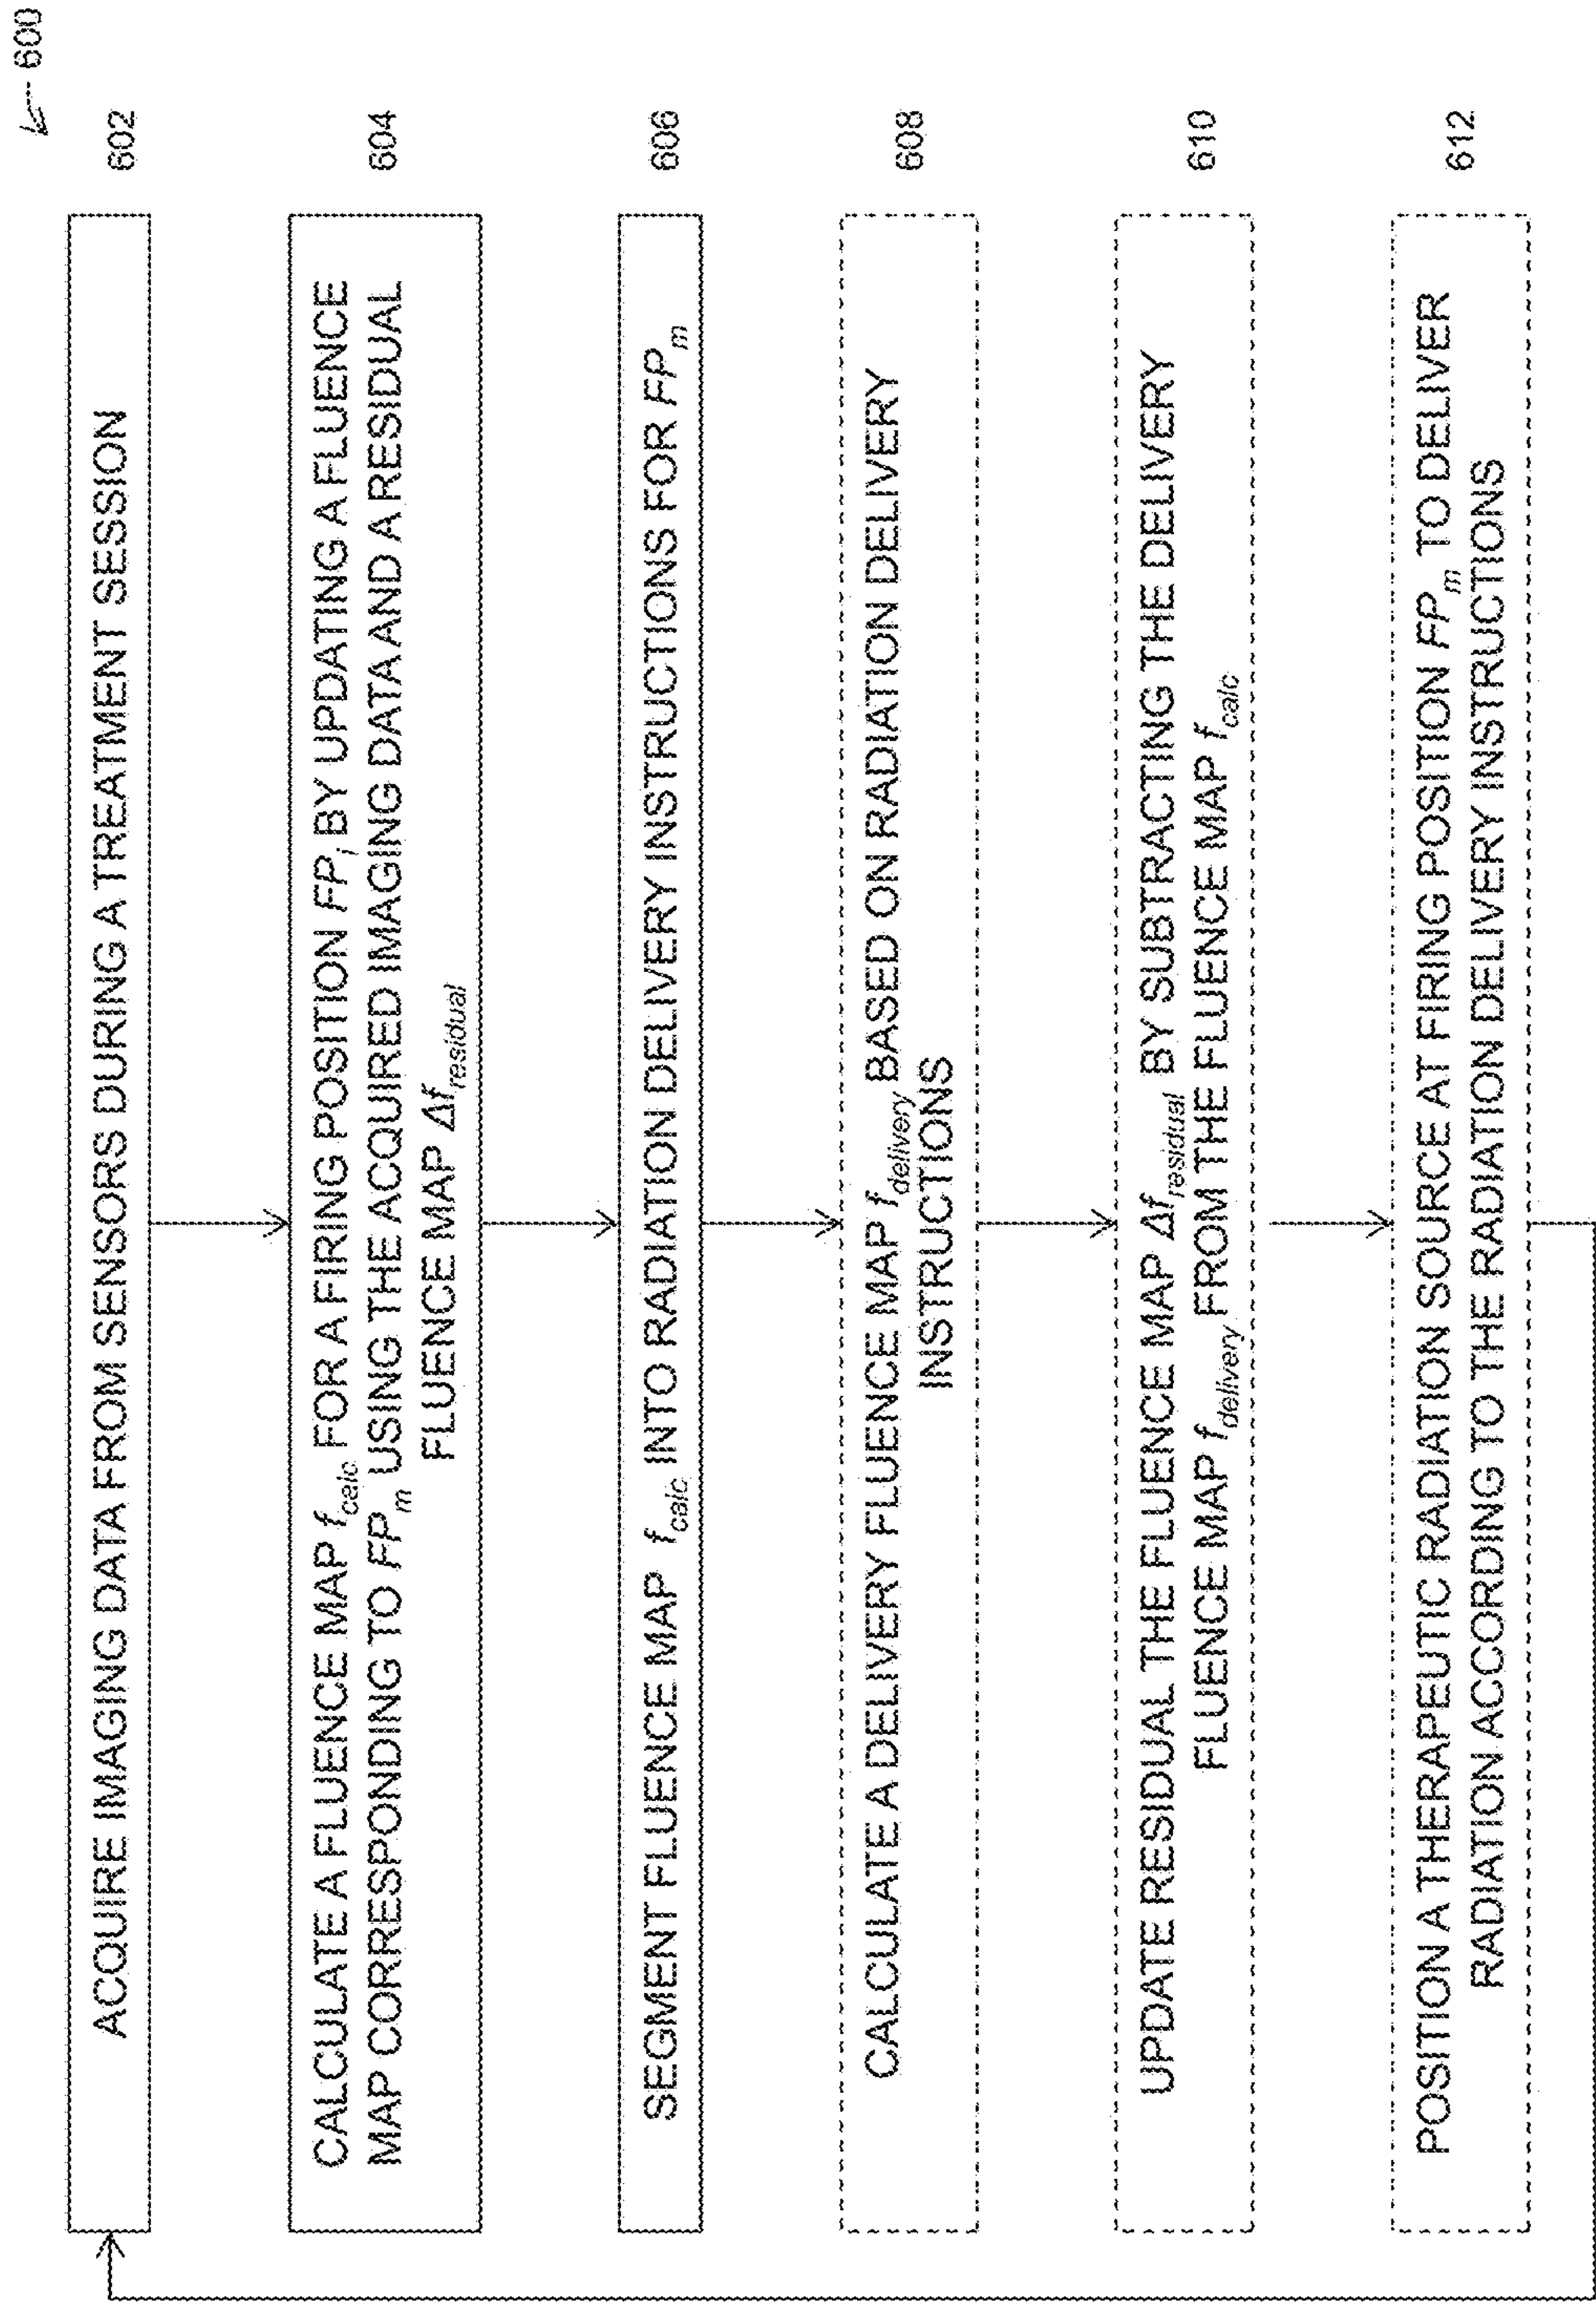 600
ACQUIRE IMAGING DATA FROM SENSORS DURING A TREATMENT SESSION
602
CALCULATE A FLUENCE MAP f_calc FOR A FIRING POSITION FP_i BY UPDATING A FLUENCE
MAP CORRESPONDING TO FP_m USING THE ACQUIRED IMAGING DATA AND A RESIDUAL
FLUENCE MAP Δf_residual
604
SEGMENT FLUENCE MAP f_calc INTO RADIATION DELIVERY INSTRUCTIONS FOR FP_m
606
CALCULATE A DELIVERY FLUENCE MAP f_delivery BASED ON RADIATION DELIVERY
INSTRUCTIONS
608
UPDATE RESIDUAL THE FLUENCE MAP Δf_residual BY SUBTRACTING THE DELIVERY
FLUENCE MAP f_delivery FROM THE FLUENCE MAP f_calc
610
POSITION A THERAPEUTIC RADIATION SOURCE AT FIRING POSITION FP_m TO DELIVER
RADIATION ACCORDING TO THE RADIATION DELIVERY INSTRUCTIONS
612